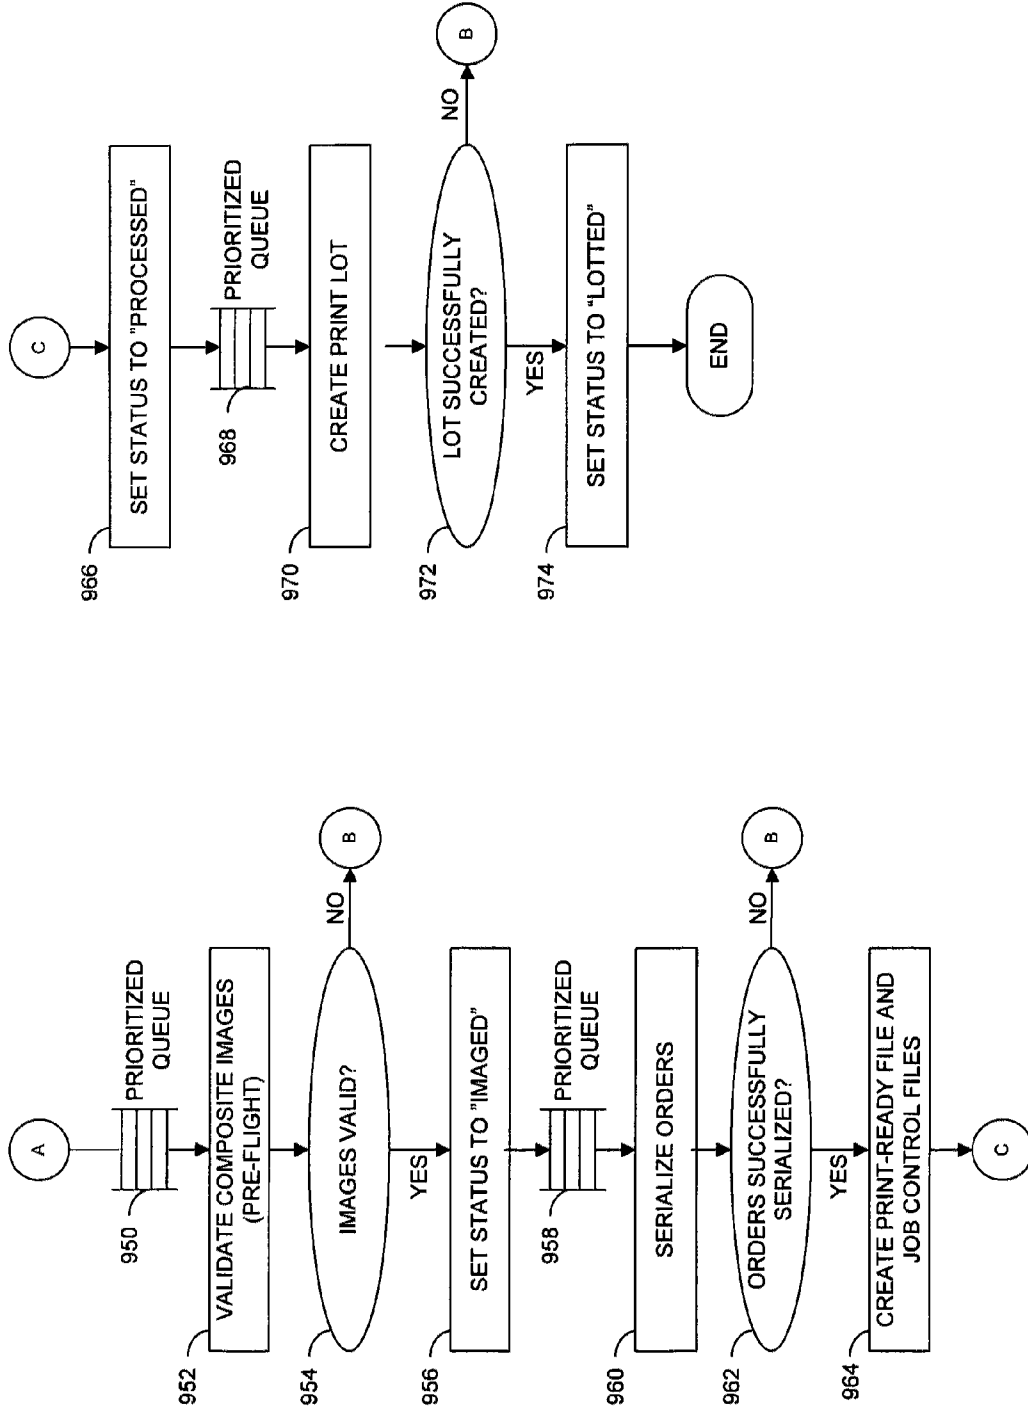 A
PRIORITIZED
QUEUE
950
VALIDATE COMPOSITE IMAGES
(PRE-FLIGHT)
952
IMAGES VALID?
954
NO
B
YES
SET STATUS TO "IMAGED"
956
PRIORITIZED
QUEUE
958
SERIALIZE ORDERS
960
ORDERS SUCCESSFULLY
SERIALIZED?
962
NO
B
YES
CREATE PRINT-READY FILE AND
JOB CONTROL FILES
964
C
C
SET STATUS TO "PROCESSED"
966
PRIORITIZED
QUEUE
968
CREATE PRINT LOT
970
LOT SUCCESSFULLY
CREATED?
972
NO
B
YES
SET STATUS TO "LOTTED"
974
END